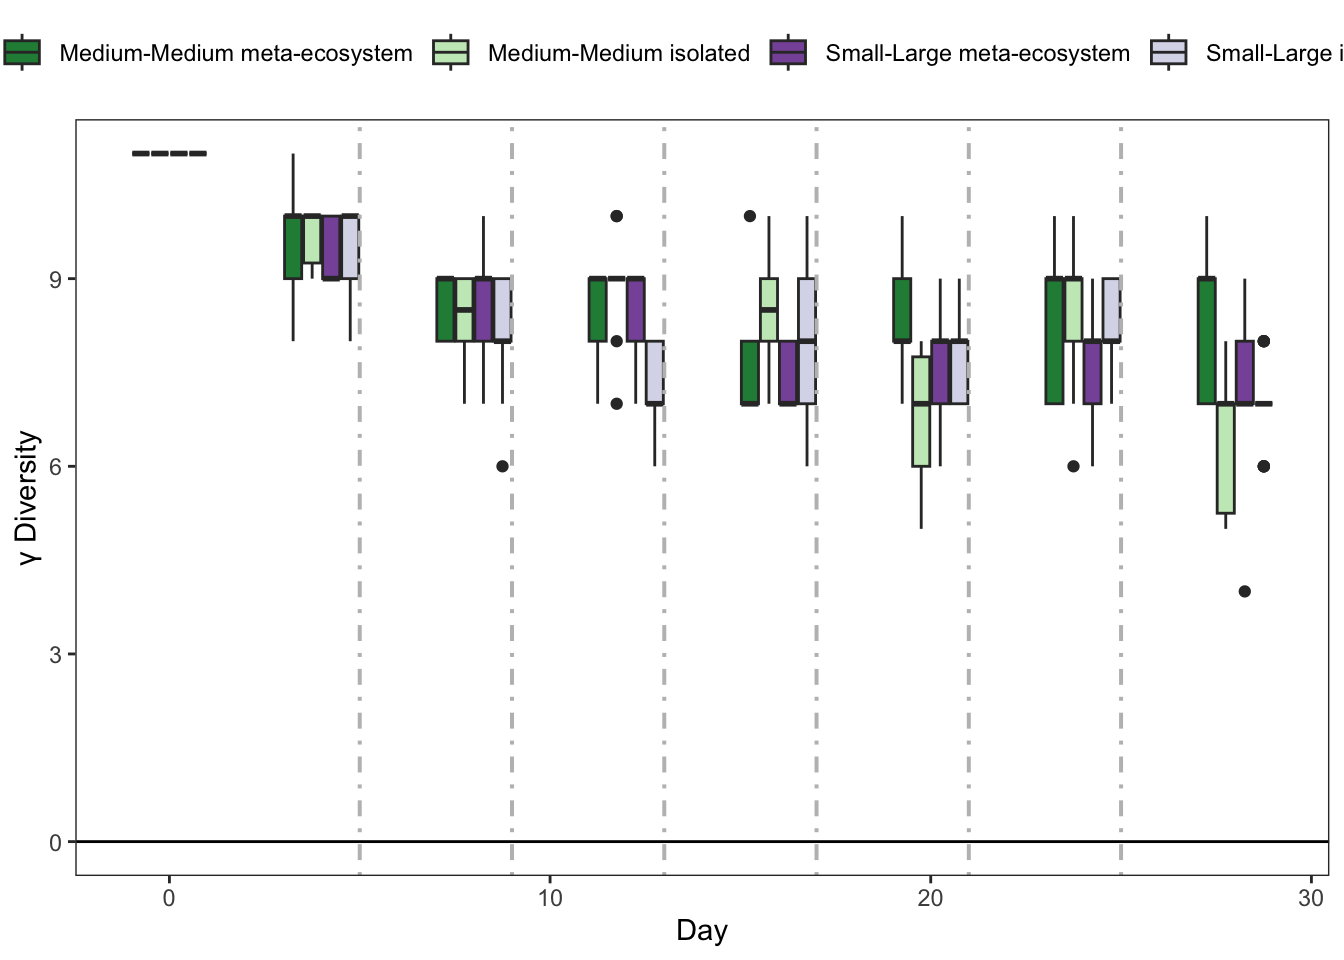 Medium-Medium meta-ecosystem Medium-Medium isolated Small-Large meta-ecosystem Small-Large i
9
6
3
0
γ Diversity
0 10 20 30
Day